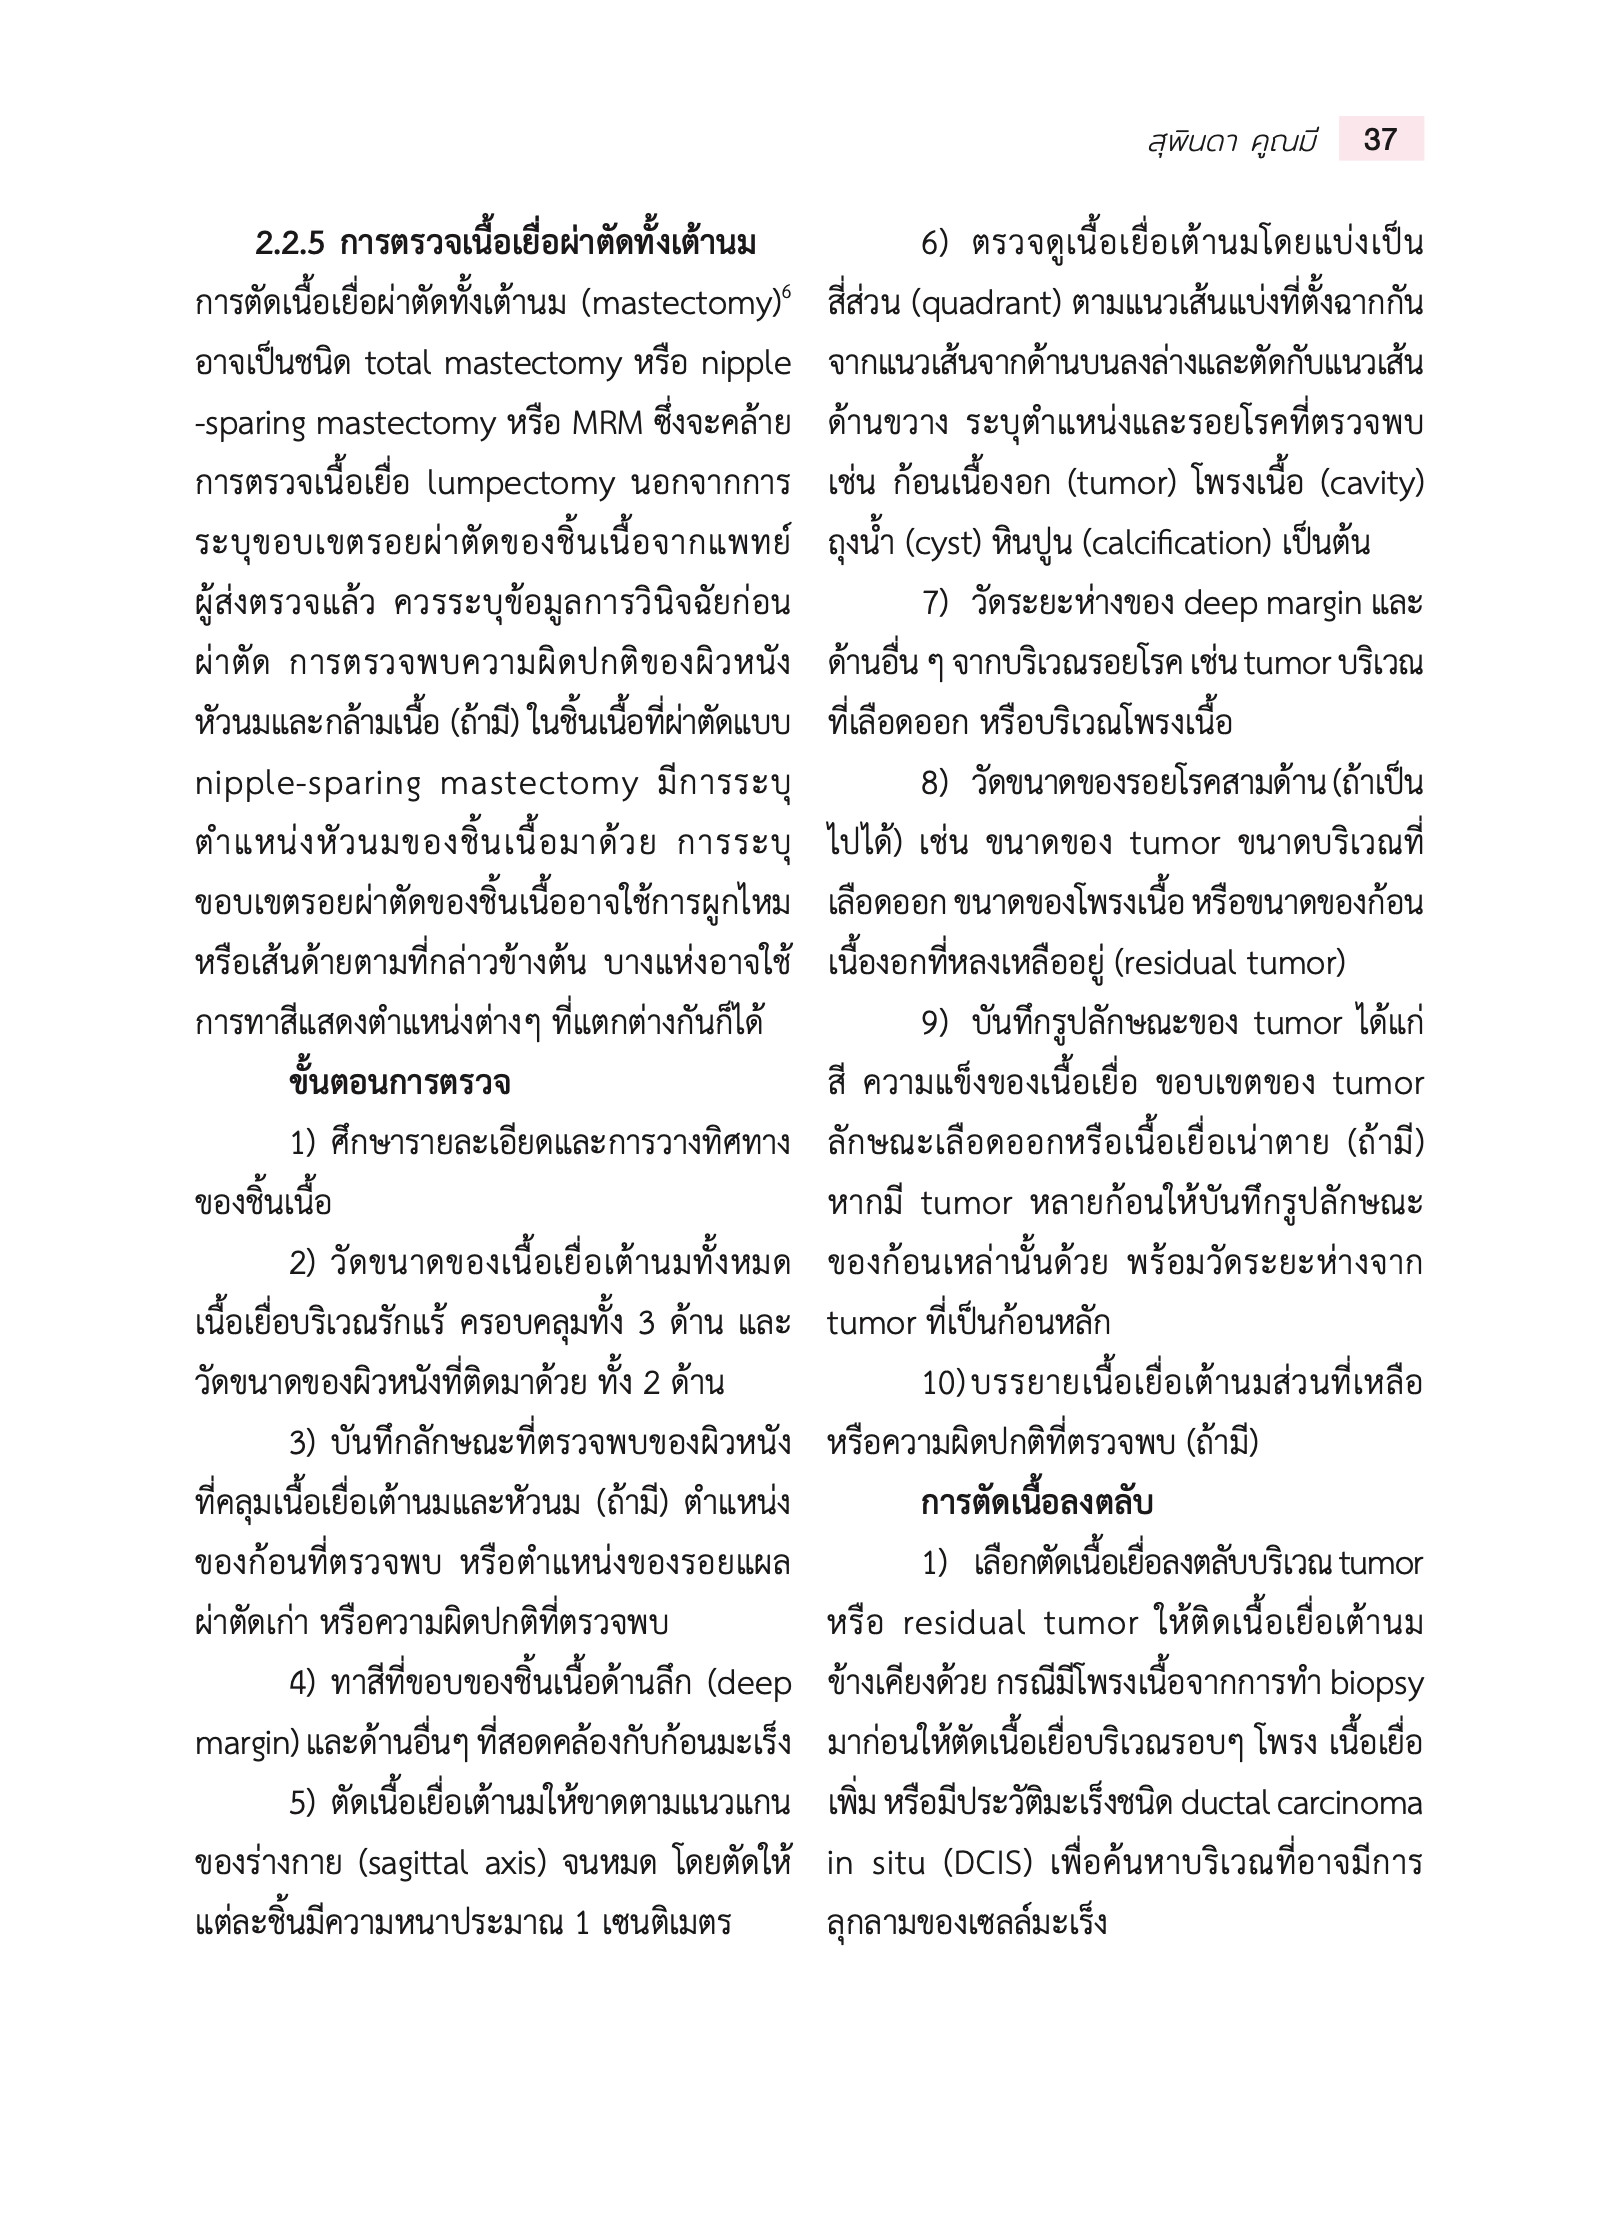 สุพินดา คูณมี 37
2.2.5 การตรวจเนื้อเยื่อผ่าตัดทั้งเต้านม
การตัดเนื้อเยื่อผ่าตัดทั้งเต้านม (mastectomy)⁶
อาจเป็นชนิด total mastectomy หรือ nipple
-sparing mastectomy หรือ MRM ซึ่งจะคล้าย
การตรวจเนื้อเยื่อ lumpectomy นอกจากการ
ระบุขอบเขตรอยผ่าตัดของชิ้นเนื้อจากแพทย์
ผู้ส่งตรวจแล้ว ควรระบุข้อมูลการวินิจฉัยก่อน
ผ่าตัด การตรวจพบความผิดปกติของผิวหนัง
หัวนมและกล้ามเนื้อ (ถ้ามี) ในชิ้นเนื้อที่ผ่าตัดแบบ
nipple-sparing mastectomy มีการระบุ
ตำแหน่งหัวนมของชิ้นเนื้อมาด้วย การระบุ
ขอบเขตรอยผ่าตัดของชิ้นเนื้ออาจใช้การผูกไหม
หรือเส้นด้ายตามที่กล่าวข้างต้น บางแห่งอาจใช้
การทาสีแสดงตำแหน่งต่างๆ ที่แตกต่างกันก็ได้
ขั้นตอนการตรวจ
1) ศึกษารายละเอียดและการวางทิศทาง
ของชิ้นเนื้อ
2) วัดขนาดของเนื้อเยื่อเต้านมทั้งหมด
เนื้อเยื่อบริเวณรักแร้ ครอบคลุมทั้ง 3 ด้าน และ
วัดขนาดของผิวหนังที่ติดมาด้วย ทั้ง 2 ด้าน
3) บันทึกลักษณะที่ตรวจพบของผิวหนัง
ที่คลุมเนื้อเยื่อเต้านมและหัวนม (ถ้ามี) ตำแหน่ง
ของก้อนที่ตรวจพบ หรือตำแหน่งของรอยแผล
ผ่าตัดเก่า หรือความผิดปกติที่ตรวจพบ
4) ทาสีที่ขอบของชิ้นเนื้อด้านลึก (deep
margin) และด้านอื่นๆ ที่สอดคล้องกับก้อนมะเร็ง
5) ตัดเนื้อเยื่อเต้านมให้ขาดตามแนวแกน
ของร่างกาย (sagittal axis) จนหมด โดยตัดให้
แต่ละชิ้นมีความหนาประมาณ 1 เซนติเมตร
6) ตรวจดูเนื้อเยื่อเต้านมโดยแบ่งเป็น
สี่ส่วน (quadrant) ตามแนวเส้นแบ่งที่ตั้งฉากกัน
จากแนวเส้นจากด้านบนลงล่างและตัดกับแนวเส้น
ด้านขวาง ระบุตำแหน่งและรอยโรคที่ตรวจพบ
เช่น ก้อนเนื้องอก (tumor) โพรงเนื้อ (cavity)
ถุงน้ำ (cyst) หินปูน (calcification) เป็นต้น
7) วัดระยะห่างของ deep margin และ
ด้านอื่น ๆ จากบริเวณรอยโรค เช่น tumor บริเวณ
ที่เลือดออก หรือบริเวณโพรงเนื้อ
8) วัดขนาดของรอยโรคสามด้าน (ถ้าเป็น
ไปได้) เช่น ขนาดของ tumor ขนาดบริเวณที่
เลือดออก ขนาดของโพรงเนื้อ หรือขนาดของก้อน
เนื้องอกที่หลงเหลืออยู่ (residual tumor)
9) บันทึกรูปลักษณะของ tumor ได้แก่
สี ความแข็งของเนื้อเยื่อ ขอบเขตของ tumor
ลักษณะเลือดออกหรือเนื้อเยื่อเน่าตาย (ถ้ามี)
หากมี tumor หลายก้อนให้บันทึกรูปลักษณะ
ของก้อนเหล่านั้นด้วย พร้อมวัดระยะห่างจาก
tumor ที่เป็นก้อนหลัก
10) บรรยายเนื้อเยื่อเต้านมส่วนที่เหลือ
หรือความผิดปกติที่ตรวจพบ (ถ้ามี)
การตัดเนื้อลงตลับ
1) เลือกตัดเนื้อเยื่อลงตลับบริเวณ tumor
หรือ residual tumor ให้ติดเนื้อเยื่อเต้านม
ข้างเคียงด้วย กรณีมีโพรงเนื้อจากการทำ biopsy
มาก่อนให้ตัดเนื้อเยื่อบริเวณรอบๆ โพรง เนื้อเยื่อ
เพิ่ม หรือมีประวัติมะเร็งชนิด ductal carcinoma
in situ (DCIS) เพื่อค้นหาบริเวณที่อาจมีการ
ลุกลามของเซลล์มะเร็ง